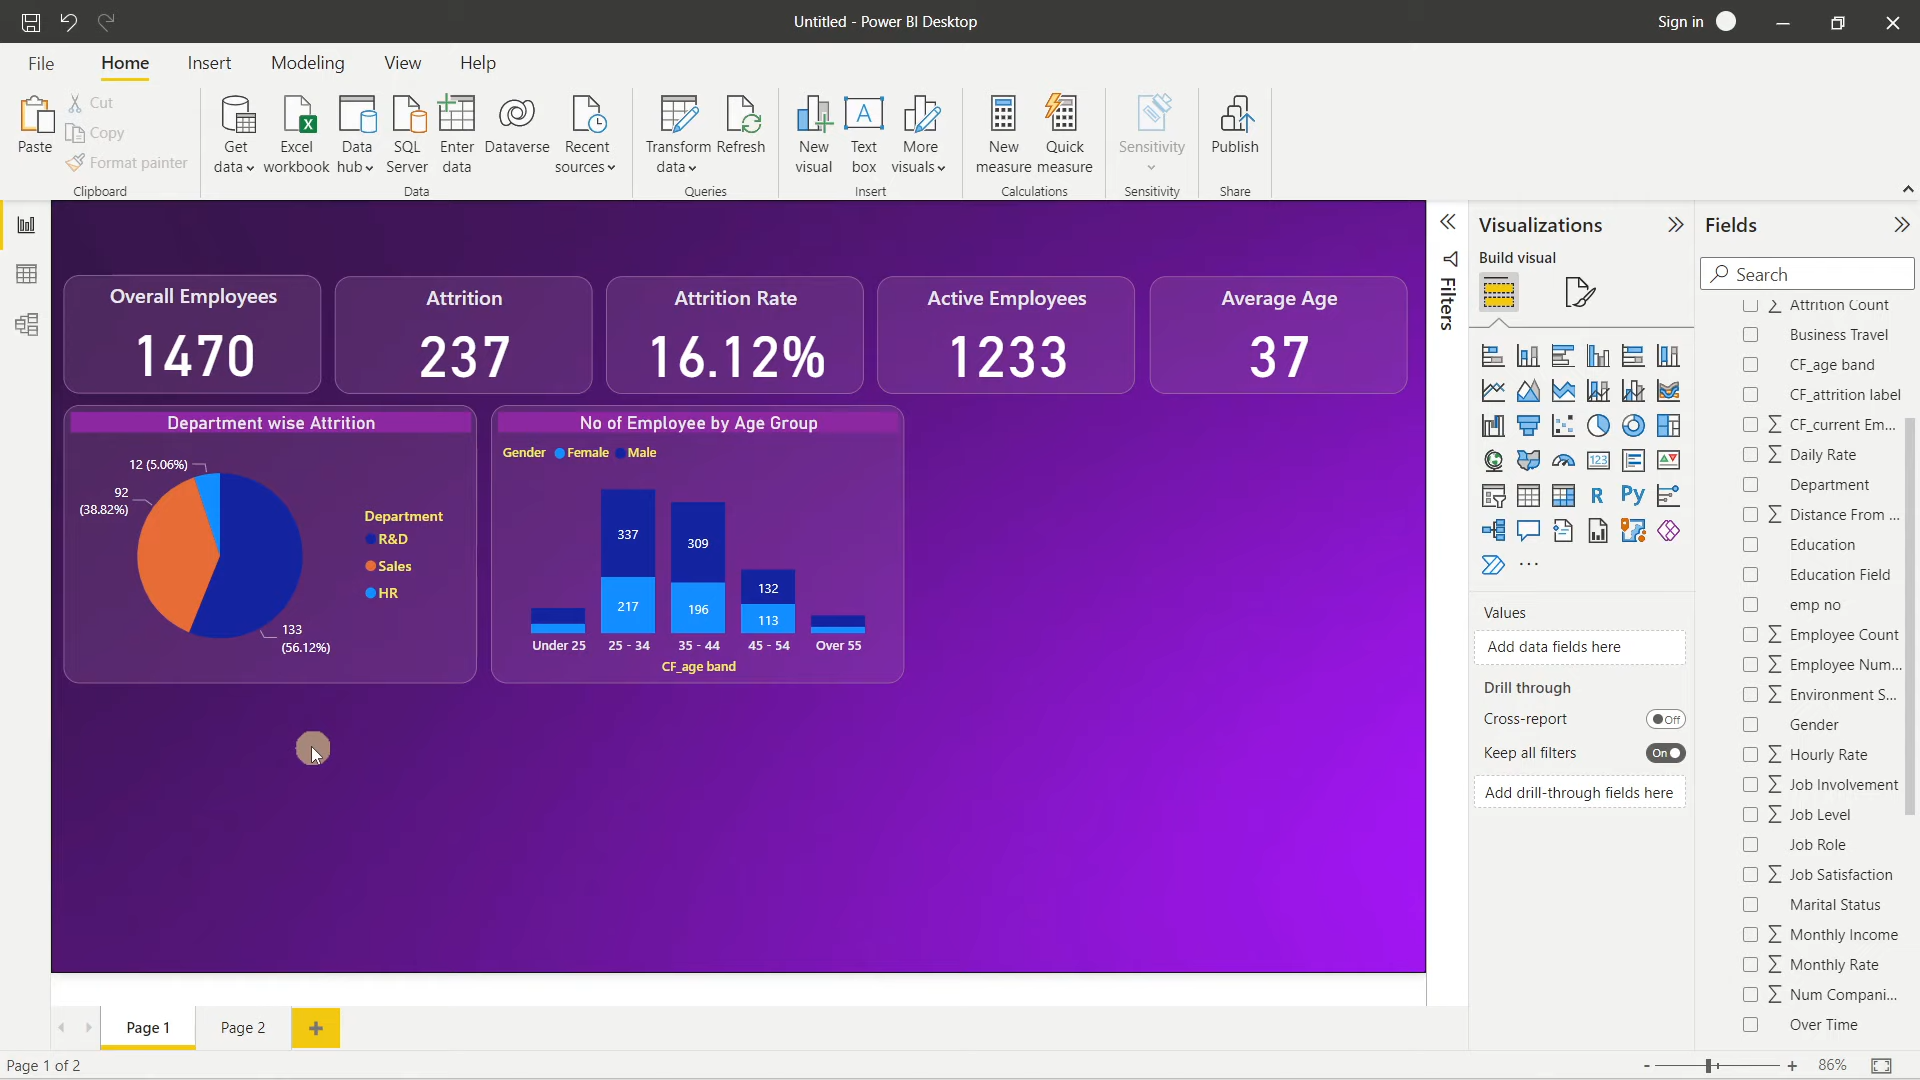 Untitled - Power BI Desktop
Sign in
File Home Insert Modeling View Help
Paste
Cut
Copy
Format painter
Clipboard
Get data
Excel workbook
Data hub
SQL Server
Enter data
Dataverse
Recent sources
Data
Transform data
Refresh
Queries
New visual
A
Text box
More visuals
Insert
New measure
Quick measure
Calculations
Sensitivity
Sensitivity
Publish
Share
Overall Employees
1470
Attrition
237
Attrition Rate
16.12%
Active Employees
1233
Average Age
37
Department wise Attrition
12 (5.06%)
92
(38.82%)
133
(56.12%)
Department
R&D
Sales
HR
No of Employee by Age Group
Gender Female Male
337
309
132
217
196
113
Under 25 25 - 34 35 - 44 45 - 54 Over 55
CF_age band
Filters
Visualizations
Build visual
123
R
Py
...
Values
Add data fields here
Drill through
Cross-report Off
Keep all filters On
Add drill-through fields here
Fields
Search
Attrition Count
Business Travel
CF_age band
CF_attrition label
CF_current Em...
Daily Rate
Department
Distance From ...
Education
Education Field
emp no
Employee Count
Employee Num...
Environment S...
Gender
Hourly Rate
Job Involvement
Job Level
Job Role
Job Satisfaction
Marital Status
Monthly Income
Monthly Rate
Num Compani...
Over Time
Page 1
Page 2
+
Page 1 of 2
- + 86%